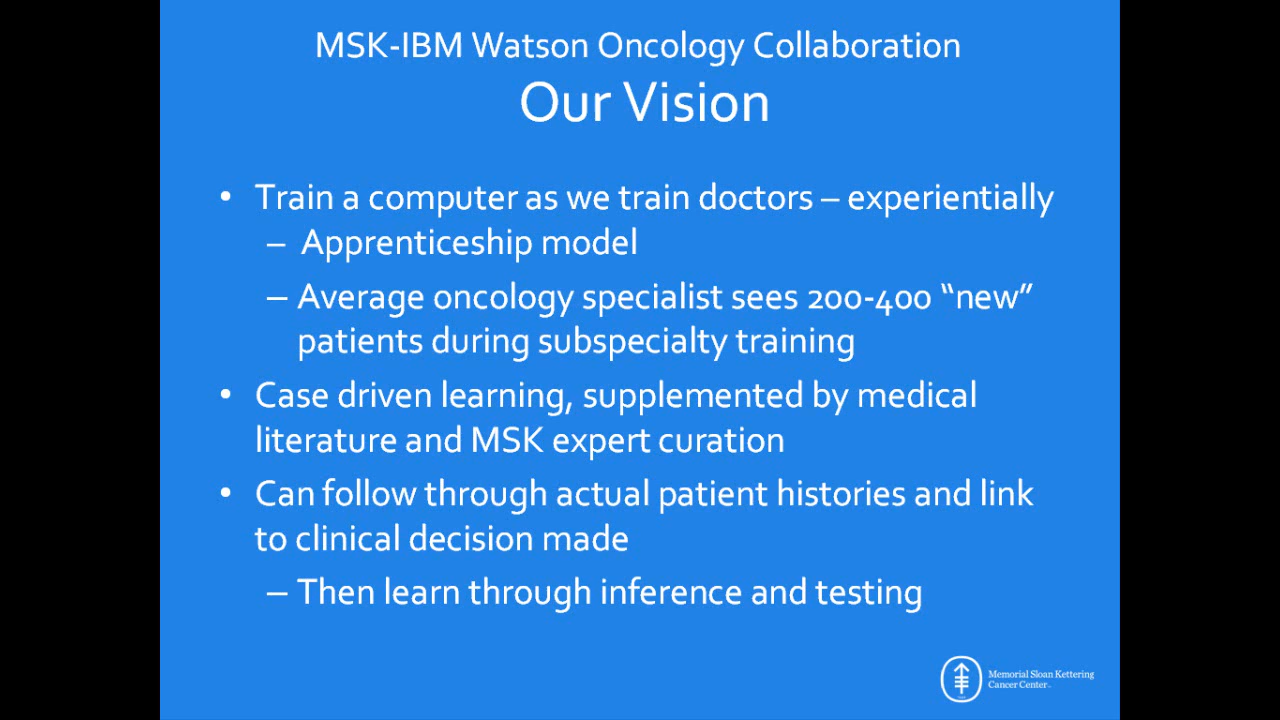 MSK-IBM Watson Oncology Collaboration
Our Vision
• Train a computer as we train doctors – experientially
– Apprenticeship model
– Average oncology specialist sees 200-400 “new”
patients during subspecialty training
• Case driven learning, supplemented by medical
literature and MSK expert curation
• Can follow through actual patient histories and link
to clinical decision made
– Then learn through inference and testing
Memorial Sloan Kettering
Cancer Center